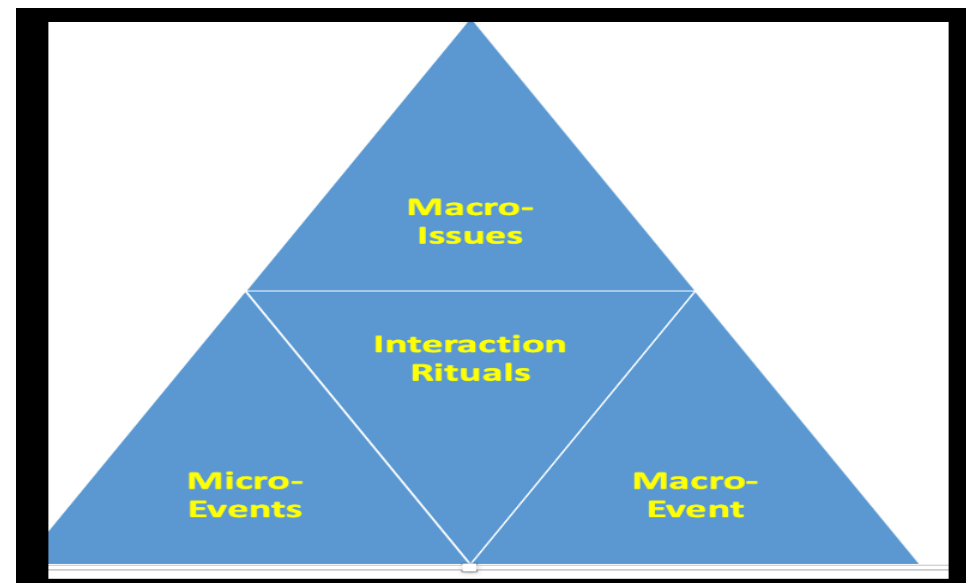 Macro-
Issues
Interaction
Rituals
Micro-
Events
Macro-
Event